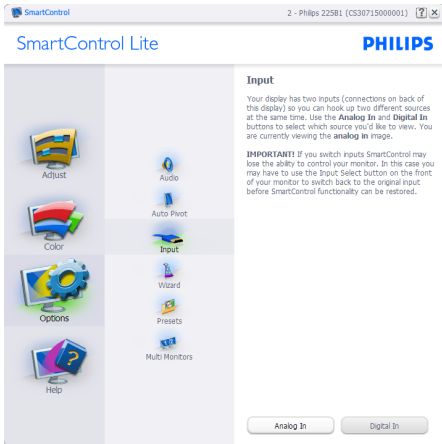 SmartControl
2 - Philips 225B1 (CS30715000001)
SmartControl Lite
PHILIPS
Adjust
Color
Options
Help
Audio
Auto Pivot
Input
Wizard
Presets
Multi Monitors
Input
Your display has two inputs (connections on back of
this display) so you can hook up two different sources
at the same time. Use the Analog In and Digital In
buttons to select which source you'd like to view. You
are currently viewing the analog in image.
IMPORTANT! If you switch inputs SmartControl may
lose the ability to control your monitor. In this case you
may have to use the Input Select button on the front
of your monitor to switch back to the original input
before SmartControl functionality can be restored.
Analog In
Digital In